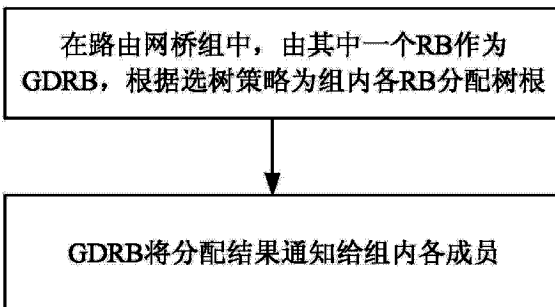 在路由网桥组中，由其中一个RB作为
GDRB，根据选树策略为组内各RB分配树根
GDRB将分配结果通知给组内各成员